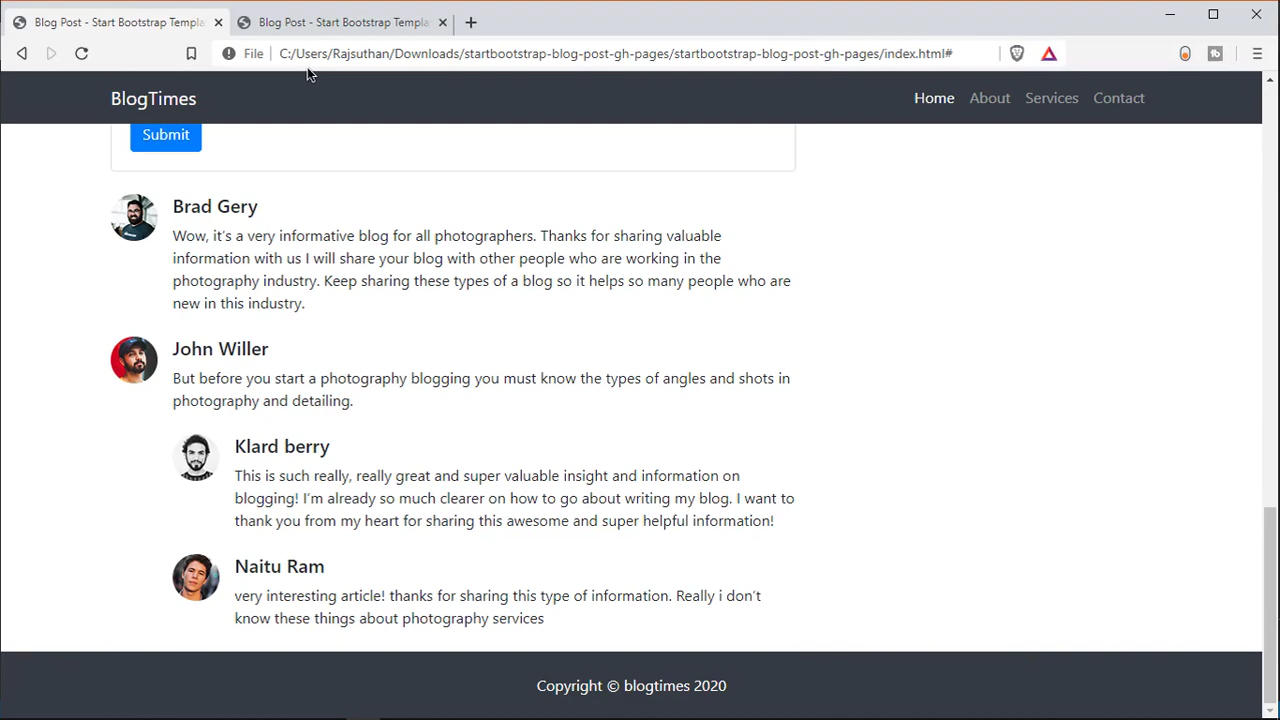 Blog Post - Start Bootstrap Templa
Blog Post - Start Bootstrap Templa
File
C:/Users/Rajsuthan/Downloads/startbootstrap-blog-post-gh-pages/startbootstrap-blog-post-gh-pages/index.html#
BlogTimes
Home About Services Contact
Submit
Brad Gery
Wow, it's a very informative blog for all photographers. Thanks for sharing valuable
information with us I will share your blog with other people who are working in the
photography industry. Keep sharing these types of a blog so it helps so many people who are
new in this industry.
John Willer
But before you start a photography blogging you must know the types of angles and shots in
photography and detailing.
Klard berry
This is such really, really great and super valuable insight and information on
blogging! I'm already so much clearer on how to go about writing my blog. I want to
thank you from my heart for sharing this awesome and super helpful information!
Naitu Ram
very interesting article! thanks for sharing this type of information. Really i don't
know these things about photography services
Copyright © blogtimes 2020